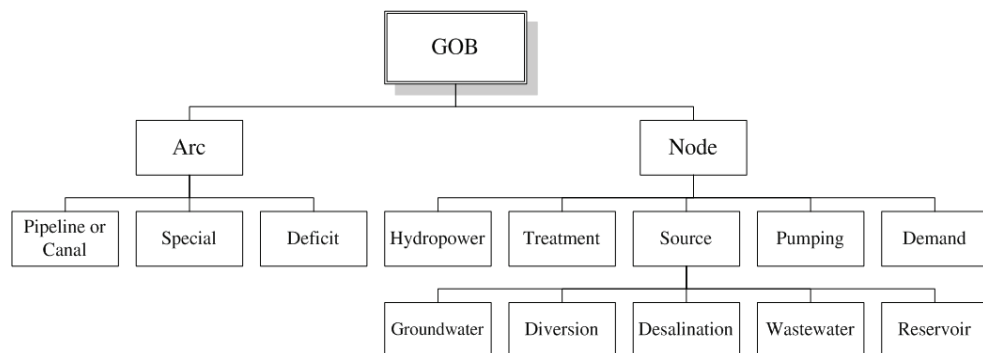 GOB
Arc
Node
Pipeline or
Canal
Special
Deficit
Hydropower
Treatment
Source
Pumping
Demand
Groundwater
Diversion
Desalination
Wastewater
Reservoir